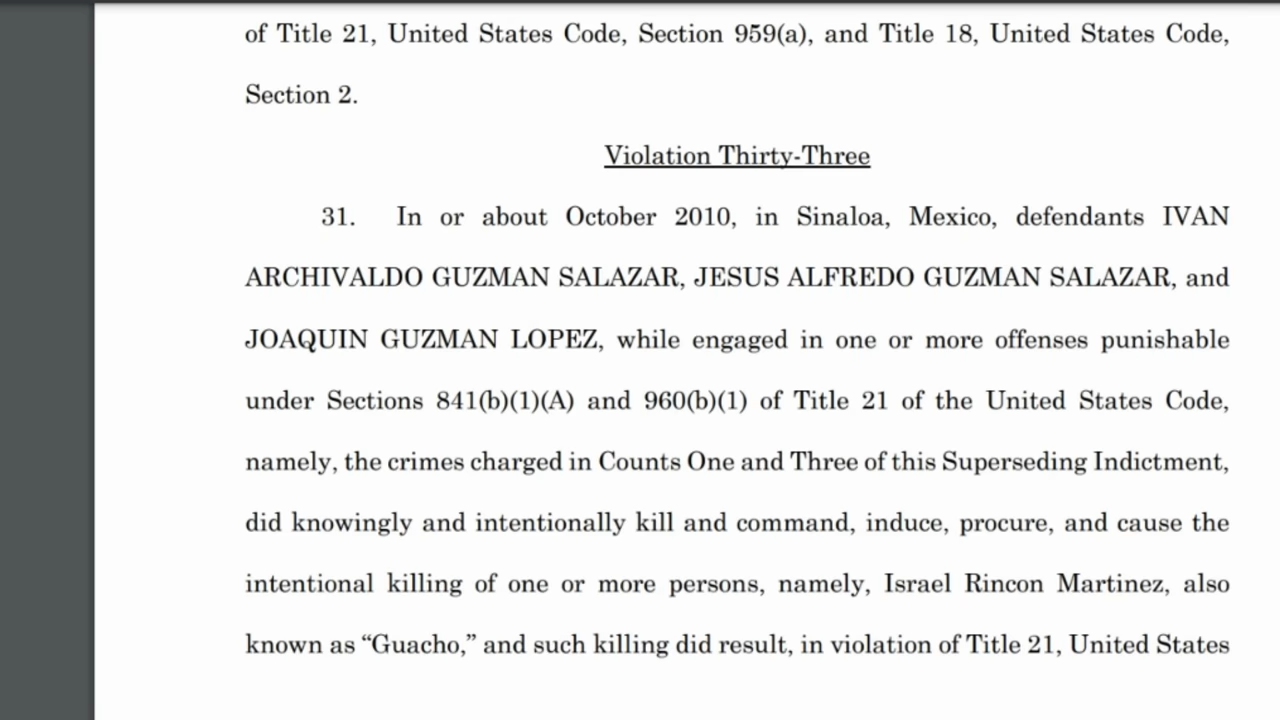 of Title 21, United States Code, Section 959(a), and Title 18, United States Code,
Section 2.
Violation Thirty-Three
31. In or about October 2010, in Sinaloa, Mexico, defendants IVAN
ARCHIVALDO GUZMAN SALAZAR, JESUS ALFREDO GUZMAN SALAZAR, and
JOAQUIN GUZMAN LOPEZ, while engaged in one or more offenses punishable
under Sections 841(b)(1)(A) and 960(b)(1) of Title 21 of the United States Code,
namely, the crimes charged in Counts One and Three of this Superseding Indictment,
did knowingly and intentionally kill and command, induce, procure, and cause the
intentional killing of one or more persons, namely, Israel Rincon Martinez, also
known as “Guacho,” and such killing did result, in violation of Title 21, United States